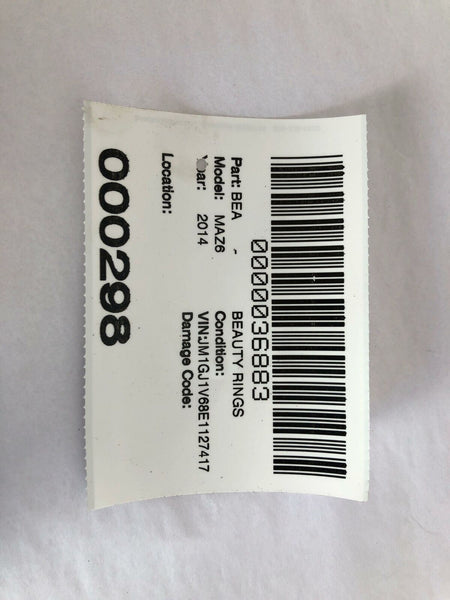 0000036883
Part: BEA - BEAUTY RINGS
Model: MAZ6 Condition:
Year: 2014 VIN:JM1GJ1V68E1127417
Damage Code:
Location:
000298